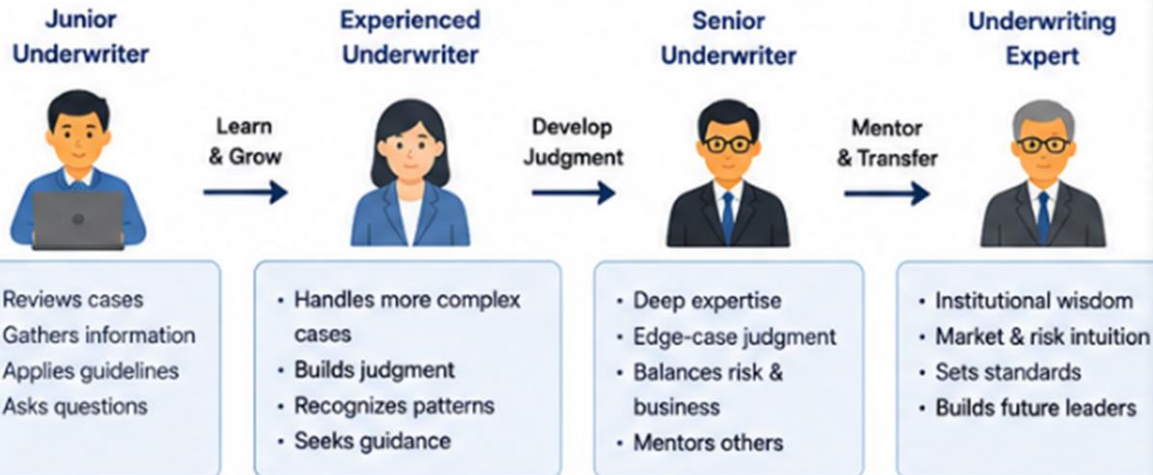 Junior
Underwriter
Experienced
Underwriter
Senior
Underwriter
Underwriting
Expert
Learn
& Grow
Develop
Judgment
Mentor
& Transfer
Reviews cases
Gathers information
Applies guidelines
Asks questions
• Handles more complex
cases
• Builds judgment
• Recognizes patterns
• Seeks guidance
• Deep expertise
• Edge-case judgment
• Balances risk &
business
• Mentors others
• Institutional wisdom
• Market & risk intuition
• Sets standards
• Builds future leaders